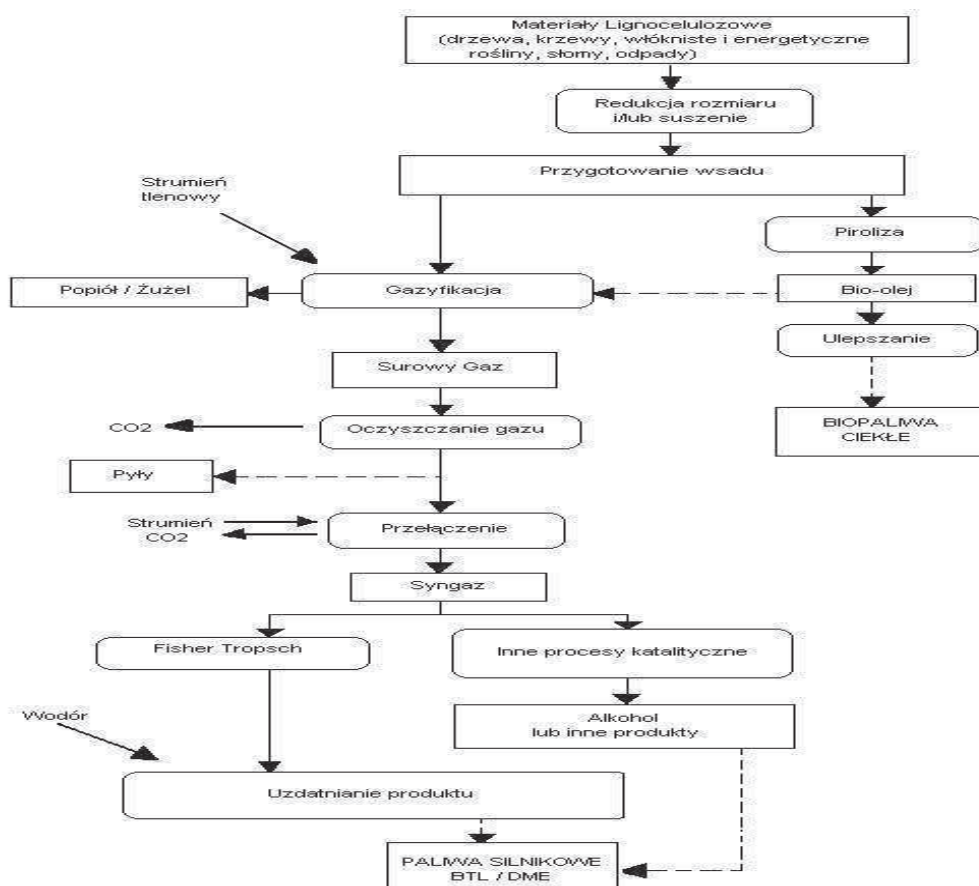 Materiały Lignocelulozowe
(drzewa, krzewy, włókniste i energetyczne
rośliny, słomy, odpady)
Redukcja rozmiaru
i/lub suszenie
Przygotowanie wsadu
Strumień
tlenowy
Piroliza
Popiół / Żużel
Gazyfikacja
Bio-olej
Ulepszanie
Surowy Gaz
CO2
Oczyszczanie gazu
BIOPALIWA
CIEKŁE
Pyły
Strumień
CO2
Przełączenie
Syngaz
Fisher Tropsch
Inne procesy katalityczne
Wodór
Alkohol
lub inne produkty
Uzdatnianie produktu
PALIWA SILNIKOWE
BTL / DME